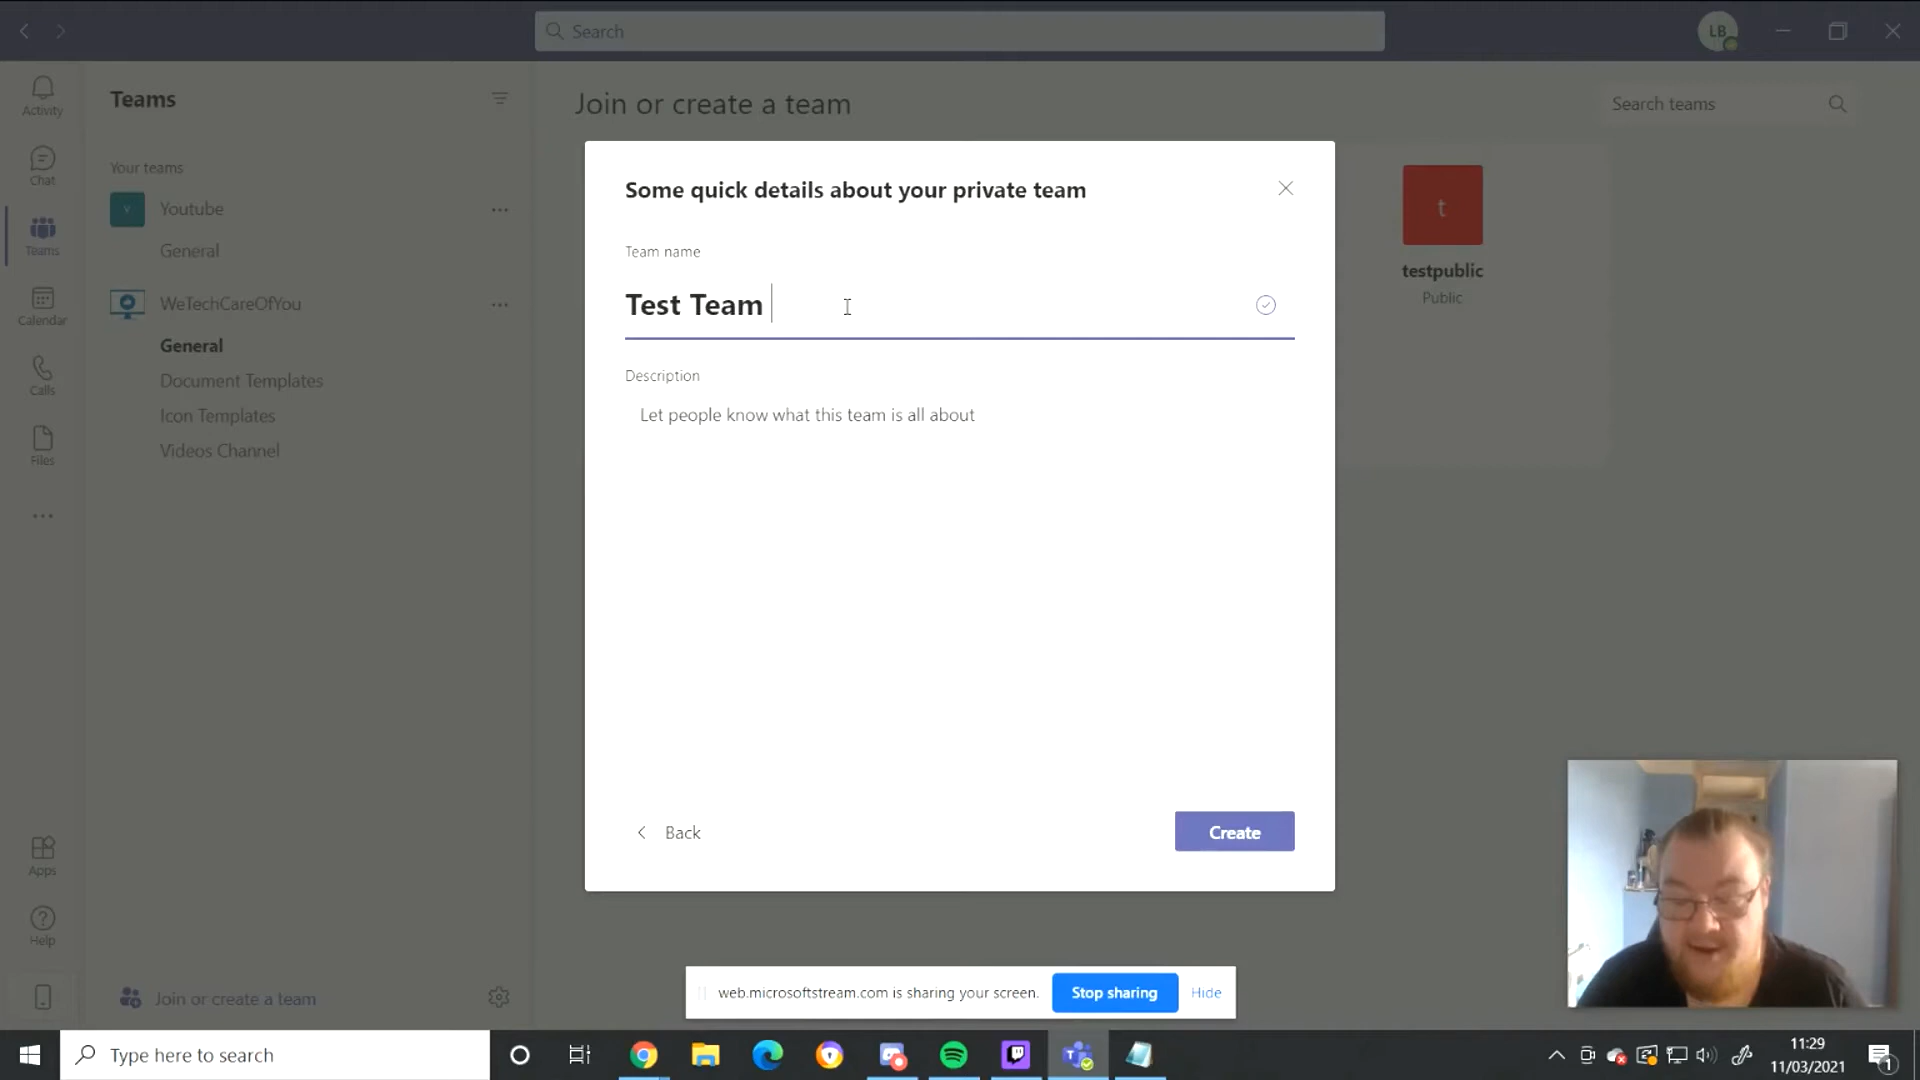 Search
LB
Activity
Chat
Teams
Calendar
Calls
Files
Apps
Help
Teams
Your teams
Y
Youtube
General
WeTechCareOfYou
General
Document Templates
Icon Templates
Videos Channel
Join or create a team
Join or create a team
Search teams
t
testpublic
Public
Some quick details about your private team
Team name
Test Team
Description
Let people know what this team is all about
Back
Create
web.microsoftstream.com is sharing your screen.
Stop sharing
Hide
Type here to search
11:29
11/03/2021
1